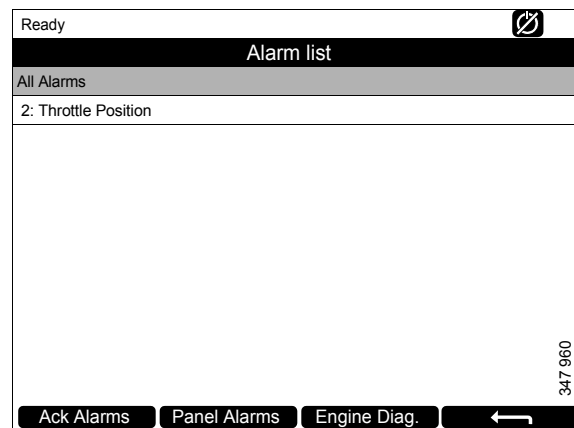 Ready
Alarm list
All Alarms
2: Throttle Position
347 960
Ack Alarms Panel Alarms Engine Diag.